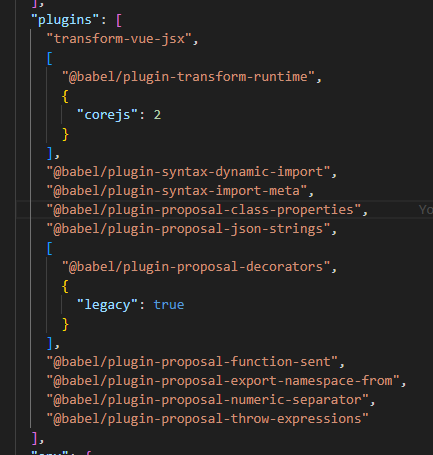 ],
"plugins": [
"transform-vue-jsx",
[
"@babel/plugin-transform-runtime",
{
"corejs": 2
}
],
"@babel/plugin-syntax-dynamic-import",
"@babel/plugin-syntax-import-meta",
"@babel/plugin-proposal-class-properties", Yo
"@babel/plugin-proposal-json-strings",
[
"@babel/plugin-proposal-decorators",
{
"legacy": true
}
],
"@babel/plugin-proposal-function-sent",
"@babel/plugin-proposal-export-namespace-from",
"@babel/plugin-proposal-numeric-separator",
"@babel/plugin-proposal-throw-expressions"
],